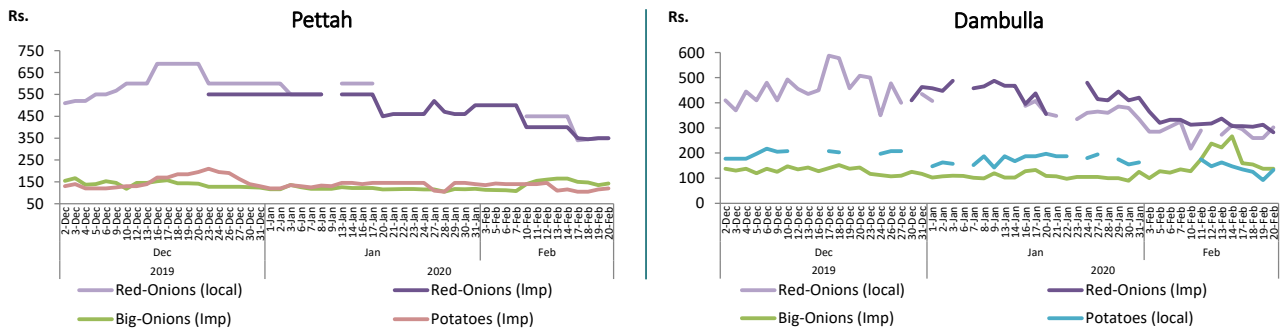 Rs.
Pettah
750
650
550
450
350
250
150
50
2-Dec
3-Dec
4-Dec
5-Dec
6-Dec
9-Dec
10-Dec
12-Dec
13-Dec
16-Dec
17-Dec
18-Dec
19-Dec
20-Dec
23-Dec
24-Dec
26-Dec
27-Dec
30-Dec
31-Dec
1-Jan
2-Jan
3-Jan
6-Jan
7-Jan
8-Jan
9-Jan
13-Jan
14-Jan
16-Jan
17-Jan
20-Jan
21-Jan
22-Jan
23-Jan
24-Jan
27-Jan
28-Jan
29-Jan
30-Jan
31-Jan
3-Feb
5-Feb
6-Feb
7-Feb
10-Feb
11-Feb
12-Feb
13-Feb
14-Feb
17-Feb
18-Feb
19-Feb
20-Feb
Dec
Jan
Feb
2019
2020
Red-Onions (local)
Red-Onions (Imp)
Big-Onions (Imp)
Potatoes (Imp)
Rs.
Dambulla
600
500
400
300
200
100
0
2-Dec
3-Dec
4-Dec
5-Dec
6-Dec
9-Dec
10-Dec
12-Dec
13-Dec
16-Dec
17-Dec
18-Dec
19-Dec
20-Dec
23-Dec
24-Dec
26-Dec
27-Dec
30-Dec
31-Dec
1-Jan
2-Jan
3-Jan
6-Jan
7-Jan
8-Jan
9-Jan
13-Jan
14-Jan
16-Jan
17-Jan
20-Jan
21-Jan
22-Jan
23-Jan
24-Jan
27-Jan
28-Jan
29-Jan
30-Jan
31-Jan
3-Feb
5-Feb
6-Feb
7-Feb
10-Feb
11-Feb
12-Feb
13-Feb
14-Feb
17-Feb
18-Feb
19-Feb
20-Feb
Dec
Jan
Feb
2019
2020
Red-Onions (local)
Red-Onions (Imp)
Big-Onions (Imp)
Potatoes (local)